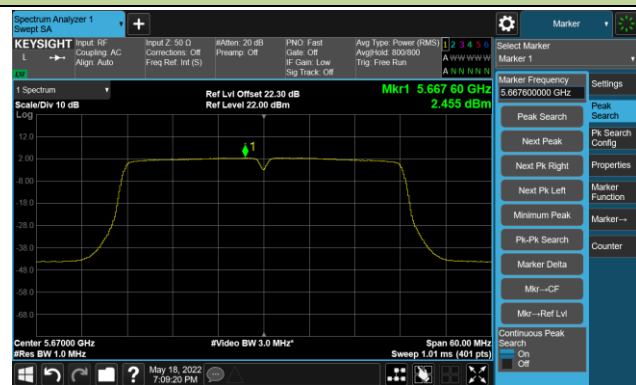 Spectrum Analyzer 1
Swept SA
+
Marker
KEYSIGHT
L
Input: RF
Coupling: AC
Align: Auto
Input Z: 50 Ω
Corrections: Off
Freq Ref: Int (S)
#Atten: 20 dB
Preamp: Off
PNO: Fast
Gate: Off
IF Gain: Low
Sig Track: Off
Avg Type: Power (RMS)
Avg|Hold: 800/800
Trig: Free Run
1 2 3 4 5 6
A W W W W W
A N N N N N
Select Marker
Marker 1
LW
1 Spectrum
Scale/Div 10 dB
Log
Ref Lvl Offset 22.30 dB
Ref Level 22.00 dBm
Mkr1 5.667 60 GHz
2.455 dBm
12.0
2.00
-8.00
-18.0
-28.0
-38.0
-48.0
-58.0
-68.0
1
Center 5.67000 GHz
#Res BW 1.0 MHz
#Video BW 3.0 MHz*
Span 60.00 MHz
Sweep 1.01 ms (401 pts)
Marker Frequency
5.667600000 GHz
Peak Search
Next Peak
Next Pk Right
Next Pk Left
Minimum Peak
Pk-Pk Search
Marker Delta
Mkr→CF
Mkr→Ref Lvl
Continuous Peak
Search
On
Off
Settings
Peak
Search
Pk Search
Config
Properties
Marker
Function
Marker→
Counter
?
May 18, 2022
7:09:20 PM